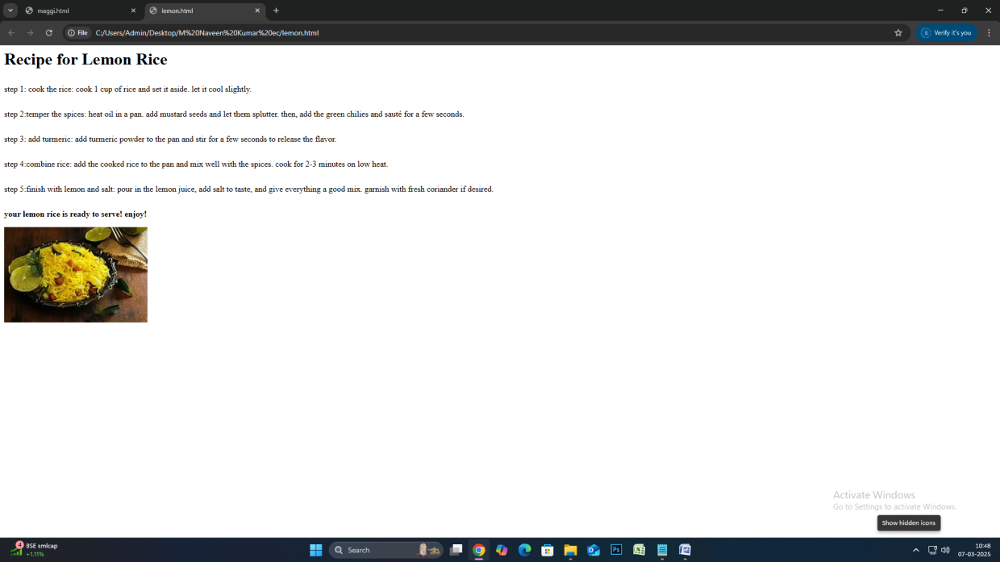 maggi.html
lemon.html
File
C:/Users/Admin/Desktop/M%20Naveen%20Kumar%20ec/lemon.html
s
Verify it's you
Recipe for Lemon Rice
step 1: cook the rice: cook 1 cup of rice and set it aside. let it cool slightly.
step 2:temper the spices: heat oil in a pan. add mustard seeds and let them splutter. then, add the green chilies and sauté for a few seconds.
step 3: add turmeric: add turmeric powder to the pan and stir for a few seconds to release the flavor.
step 4:combine rice: add the cooked rice to the pan and mix well with the spices. cook for 2-3 minutes on low heat.
step 5:finish with lemon and salt: pour in the lemon juice, add salt to taste, and give everything a good mix. garnish with fresh coriander if desired.
your lemon rice is ready to serve! enjoy!
Activate Windows
Go to Settings to activate Windows.
Show hidden icons
4
BSE smlcap
+1.11%
Search
Ps
10:48
07-03-2025